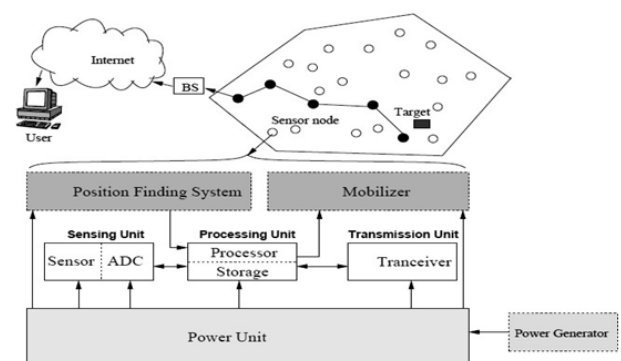 Internet
BS
User
Sensor node
Target
Position Finding System
Mobilizer
Sensing Unit
Processing Unit
Transmission Unit
Sensor
ADC
Processor
Storage
Tranceiver
Power Unit
Power Generator